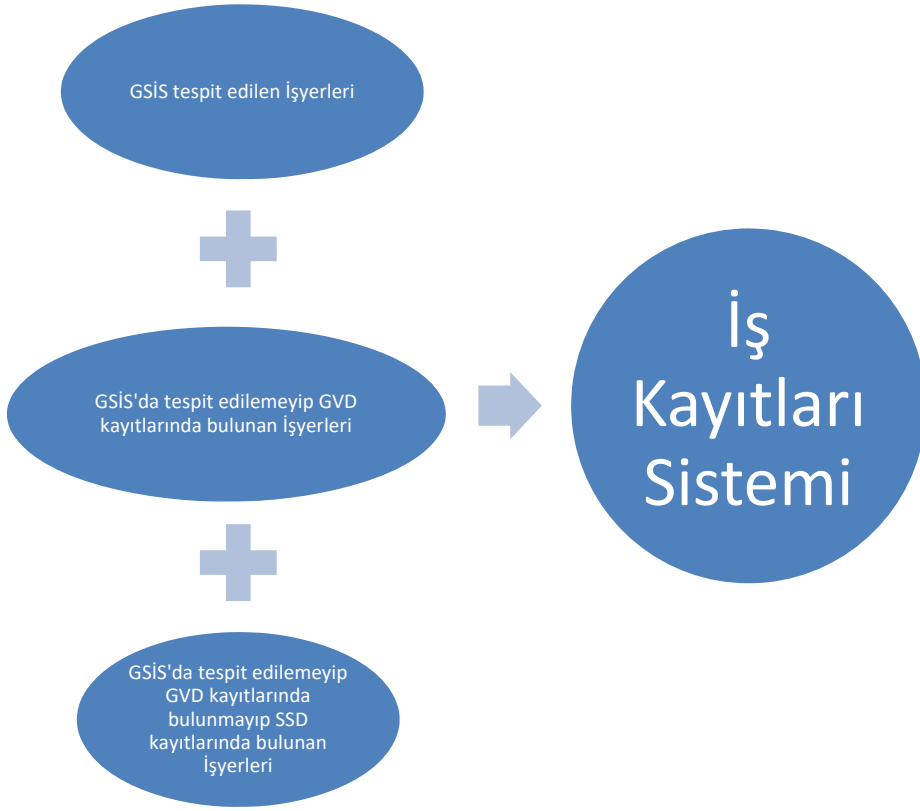 GSİS tespit edilen İşyerleri
GSİS'da tespit edilemeyip GVD
kayıtlarında bulunan İşyerleri
GSİS'da tespit edilemeyip
GVD kayıtlarında
bulunmayıp SSD
kayıtlarında bulunan
İşyerleri
İş
Kayıtları
Sistemi